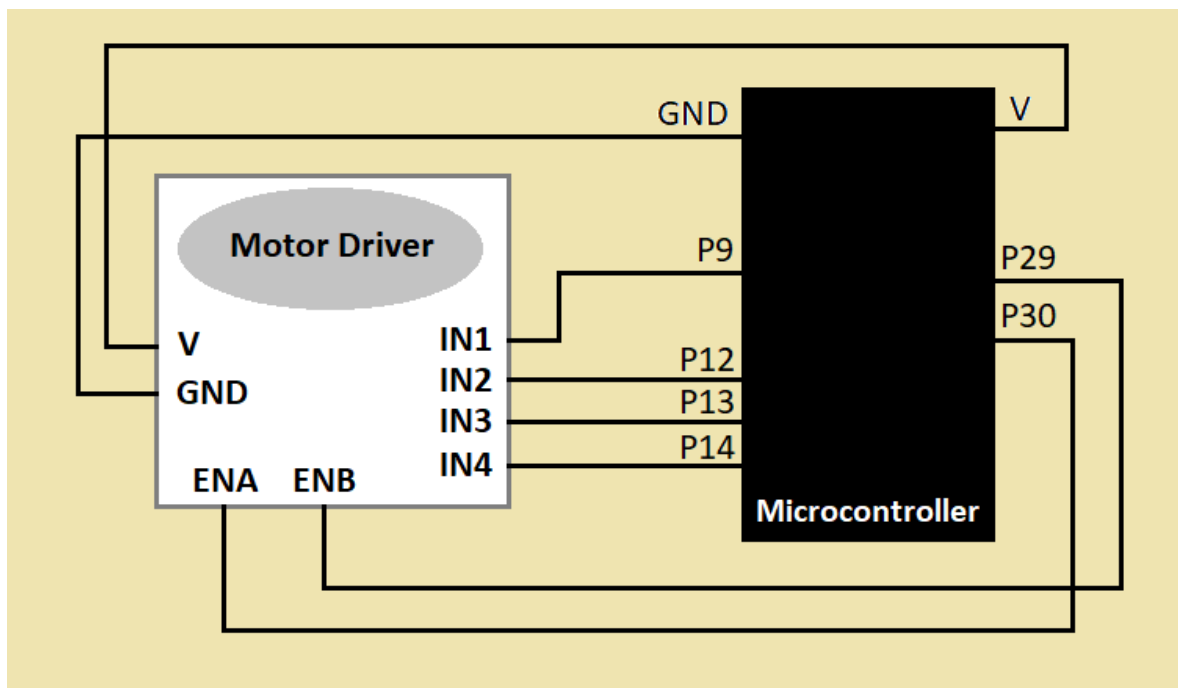 GND
V
Motor Driver
P9
P29
P30
V
IN1
GND
IN2
P12
IN3
P13
IN4
P14
ENA ENB
Microcontroller